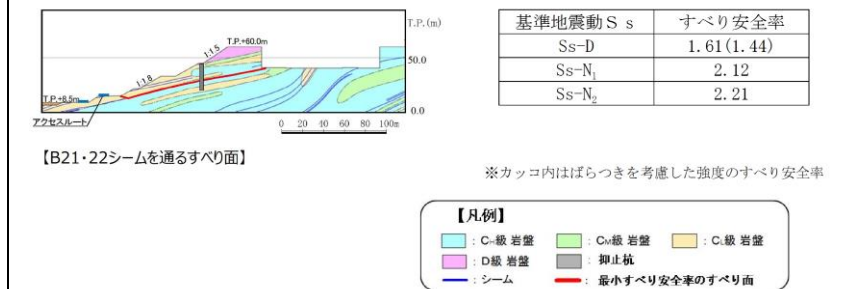 T.P.(m)
T.P.+60.0m
1:1.5
50.0
1:1.8
T.P.+8.5m
0.0
アクセスルート
0 20 40 60 80 100m
【B21・22シームを通るすべり面】
基準地震動Ss すべり安全率
Ss-D 1.61(1.44)
Ss-N₁ 2.12
Ss-N₂ 2.21
※カッコ内はばらつきを考慮した強度のすべり安全率
【凡例】
:CH級 岩盤 :CM級 岩盤 :CL級 岩盤
:D級 岩盤 :抑止杭
:シーム :最小すべり安全率のすべり面